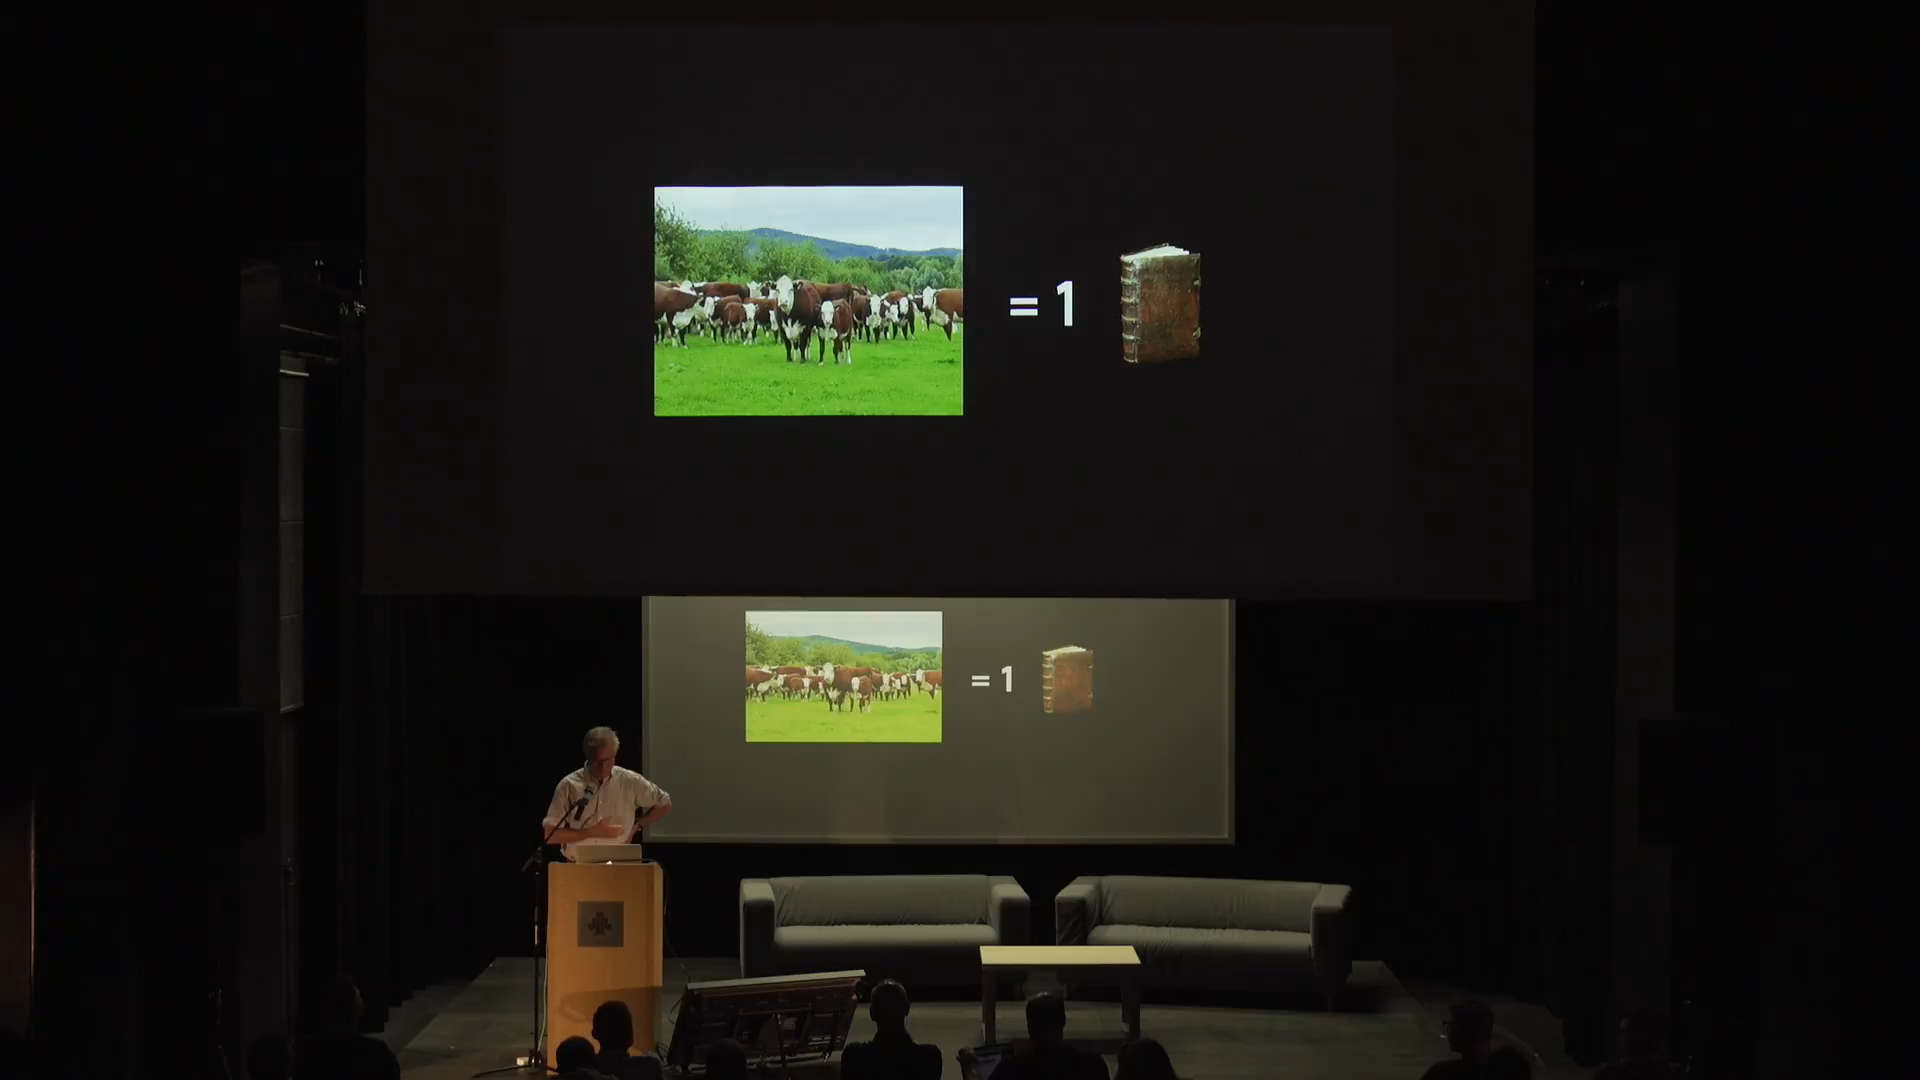 = 1
= 1